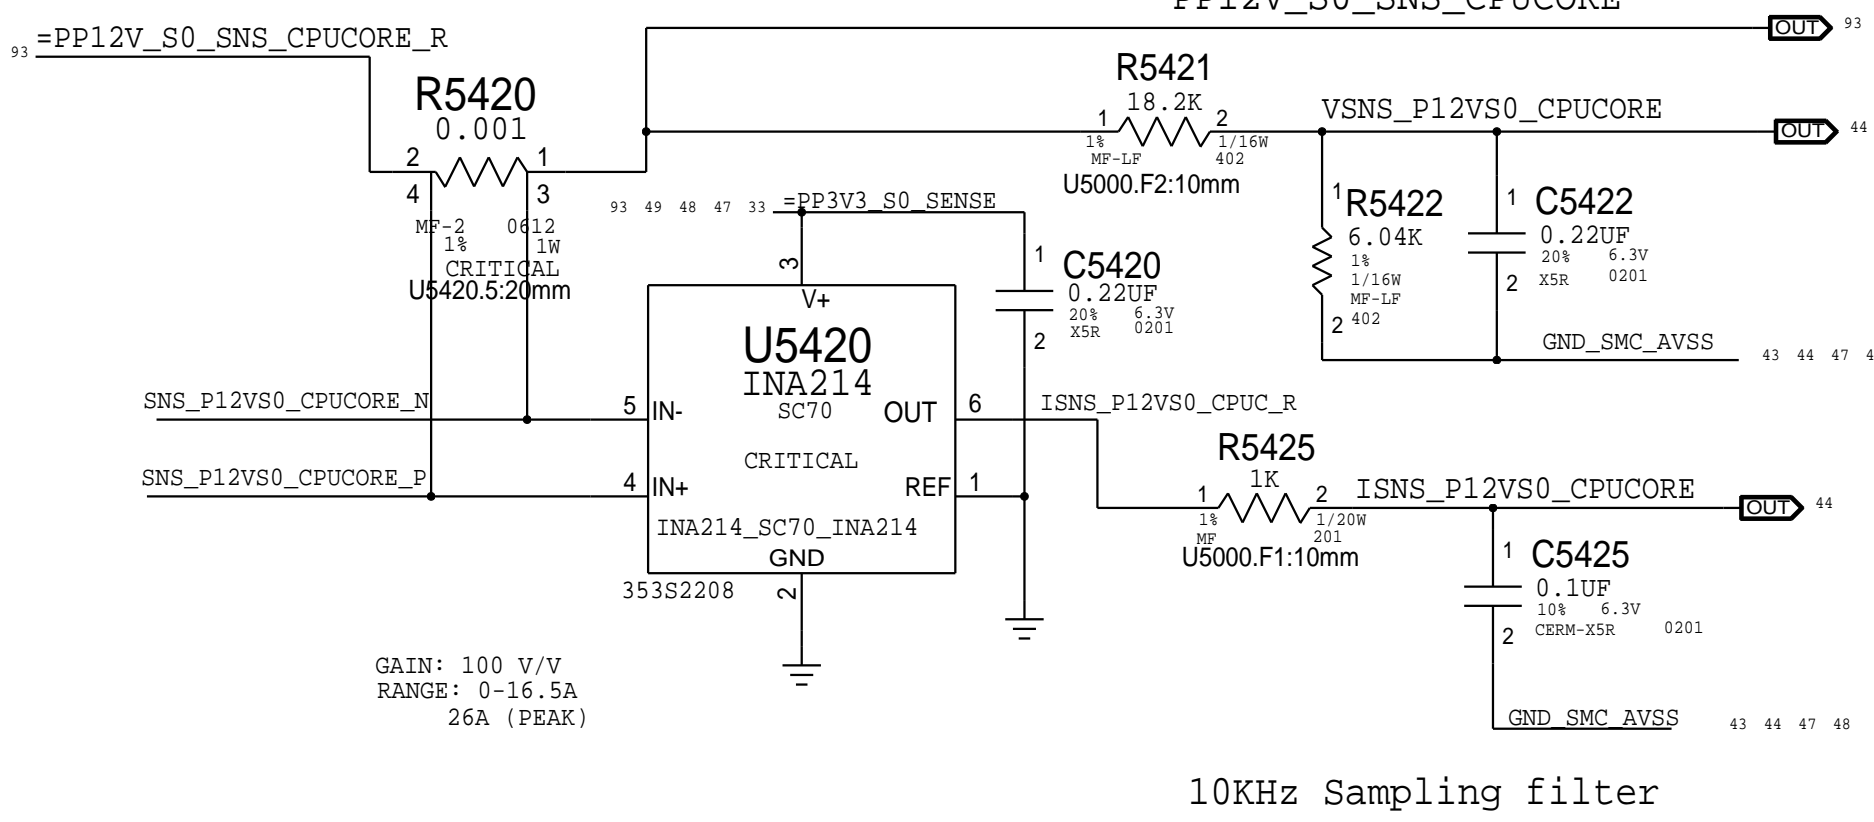 PP12V_S0_SNS_CPUCORE
OUT 93
93 =PP12V_S0_SNS_CPUCORE_R
R5420
0.001
2 1
4 3
MF-2 0612
1% 1W
CRITICAL
U5420.5:20mm
R5421
18.2K
1 2
1% 1/16W
MF-LF 402
U5000.F2:10mm
VSNS_P12VS0_CPUCORE
OUT 44
93 49 48 47 33 =PP3V3_S0_SENSE
1
R5422
6.04K
1%
1/16W
MF-LF
402
2
1
C5422
0.22UF
20% 6.3V
X5R 0201
2
GND_SMC_AVSS
43 44 47 4
1
C5420
0.22UF
20% 6.3V
X5R 0201
2
3
V+
U5420
INA214
SC70
CRITICAL
SNS_P12VS0_CPUCORE_N
5 IN-
SNS_P12VS0_CPUCORE_P
4 IN+
OUT 6
REF 1
INA214_SC70_INA214
GND
2
353S2208
ISNS_P12VS0_CPUC_R
R5425
1K
1 2
1% 1/20W
MF 201
U5000.F1:10mm
ISNS_P12VS0_CPUCORE
OUT 44
1
C5425
0.1UF
10% 6.3V
CERM-X5R 0201
2
GND_SMC_AVSS
43 44 47 48
GAIN: 100 V/V
RANGE: 0-16.5A
26A (PEAK)
10KHz Sampling filter